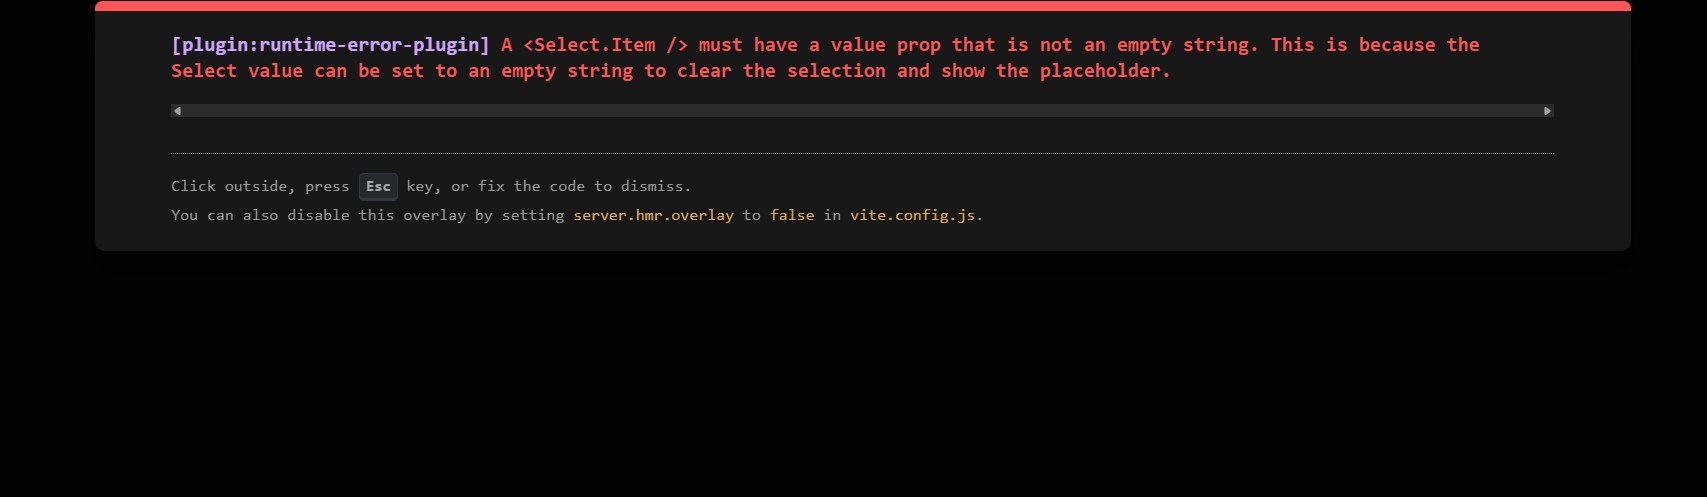 [plugin:runtime-error-plugin] A <Select.Item /> must have a value prop that is not an empty string. This is because the
Select value can be set to an empty string to clear the selection and show the placeholder.
Click outside, press Esc key, or fix the code to dismiss.
You can also disable this overlay by setting server.hmr.overlay to false in vite.config.js.